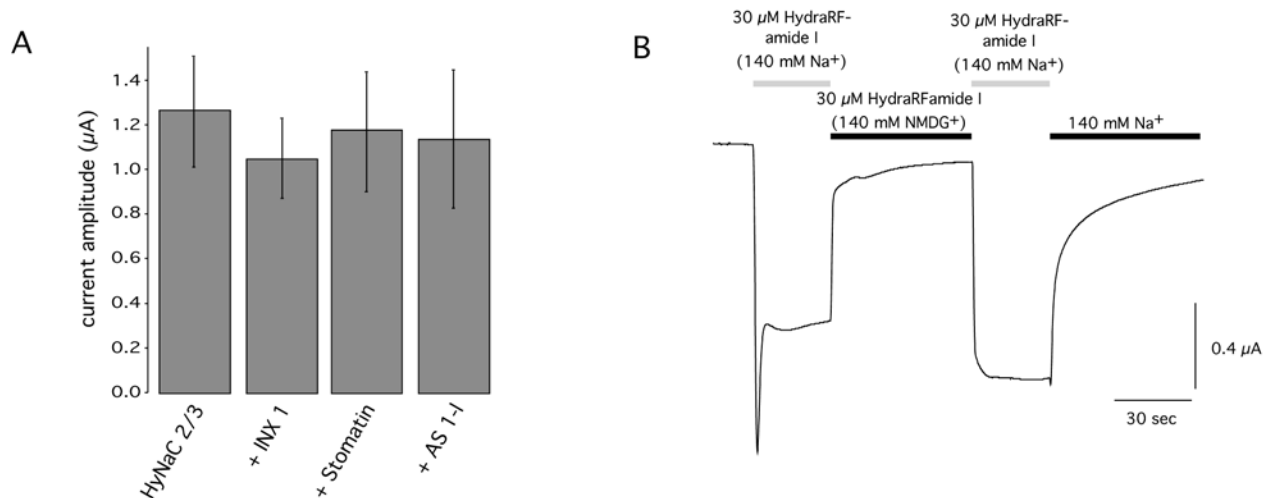 A
current amplitude (µA)
1.4
1.2
1.0
0.8
0.6
0.4
0.2
0.0
HyNaC 2/3
+ INX 1
+ Stomatin
+ AS 1-I
B
30 µM HydraRF-
amide I
(140 mM Na+)
30 µM HydraRF-
amide I
(140 mM Na+)
30 µM HydraRFamide I
(140 mM NMDG+)
140 mM Na+
0.4 µA
30 sec